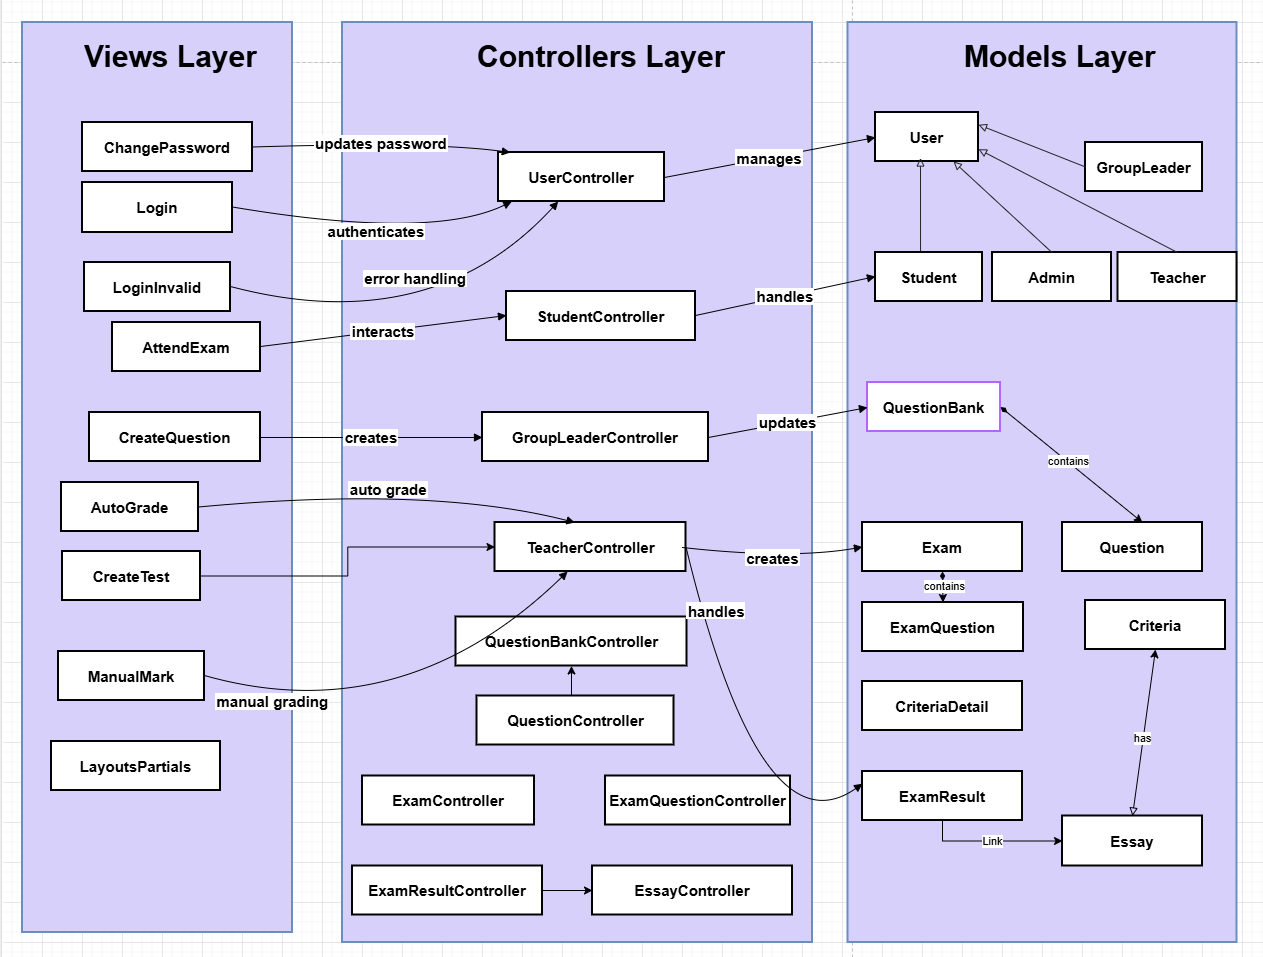 Views Layer
ChangePassword
Login
LoginInvalid
AttendExam
CreateQuestion
AutoGrade
CreateTest
ManualMark
LayoutsPartials
updates password
authenticates
error handling
interacts
creates
auto grade
manual grading
Controllers Layer
UserController
StudentController
GroupLeaderController
TeacherController
QuestionBankController
QuestionController
ExamController
ExamQuestionController
ExamResultController
EssayController
manages
handles
updates
creates
handles
Models Layer
User
GroupLeader
Student
Admin
Teacher
QuestionBank
contains
Exam
Question
contains
ExamQuestion
Criteria
CriteriaDetail
has
ExamResult
Link
Essay